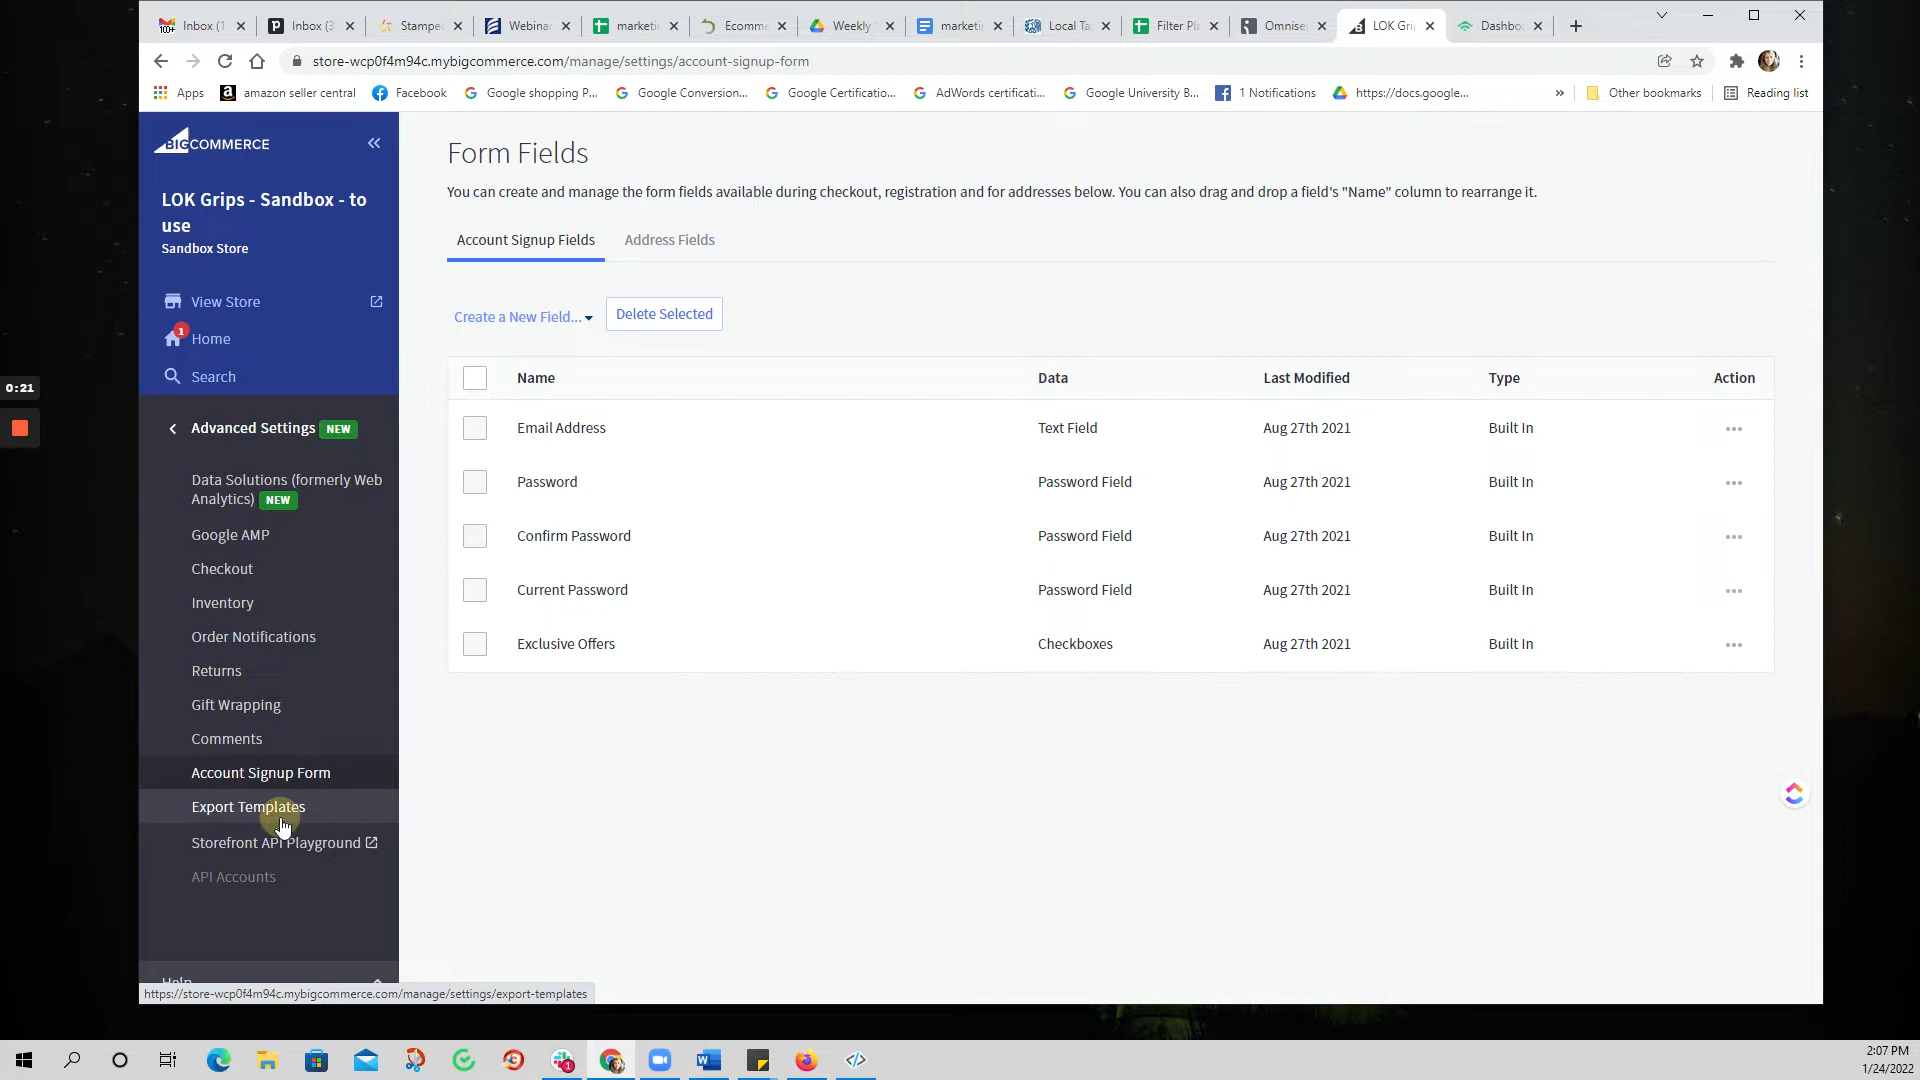 Inbox (1
Inbox (3
Stampe
Webina
marketi
Ecomme
Weekly
marketi
Local Ta
Filter Pl
Omnise
LOK Gri
Dashbo
store-wcp0f4m94c.mybigcommerce.com/manage/settings/account-signup-form
Apps
amazon seller central
Facebook
Google shopping P...
Google Conversion...
Google Certificatio...
AdWords certificati...
Google University B...
1 Notifications
https://docs.google...
»
Other bookmarks
Reading list
BIGCOMMERCE
LOK Grips - Sandbox - to
use
Sandbox Store
View Store
1
Home
Search
Advanced Settings NEW
Data Solutions (formerly Web
Analytics) NEW
Google AMP
Checkout
Inventory
Order Notifications
Returns
Gift Wrapping
Comments
Account Signup Form
Export Templates
Storefront API Playground
API Accounts
Help
https://store-wcp0f4m94c.mybigcommerce.com/manage/settings/export-templates
0:21
Form Fields
You can create and manage the form fields available during checkout, registration and for addresses below. You can also drag and drop a field's "Name" column to rearrange it.
Account Signup Fields
Address Fields
Create a New Field...
Delete Selected
Name Data Last Modified Type Action
Email Address Text Field Aug 27th 2021 Built In
Password Password Field Aug 27th 2021 Built In
Confirm Password Password Field Aug 27th 2021 Built In
Current Password Password Field Aug 27th 2021 Built In
Exclusive Offers Checkboxes Aug 27th 2021 Built In
2:07 PM
1/24/2022